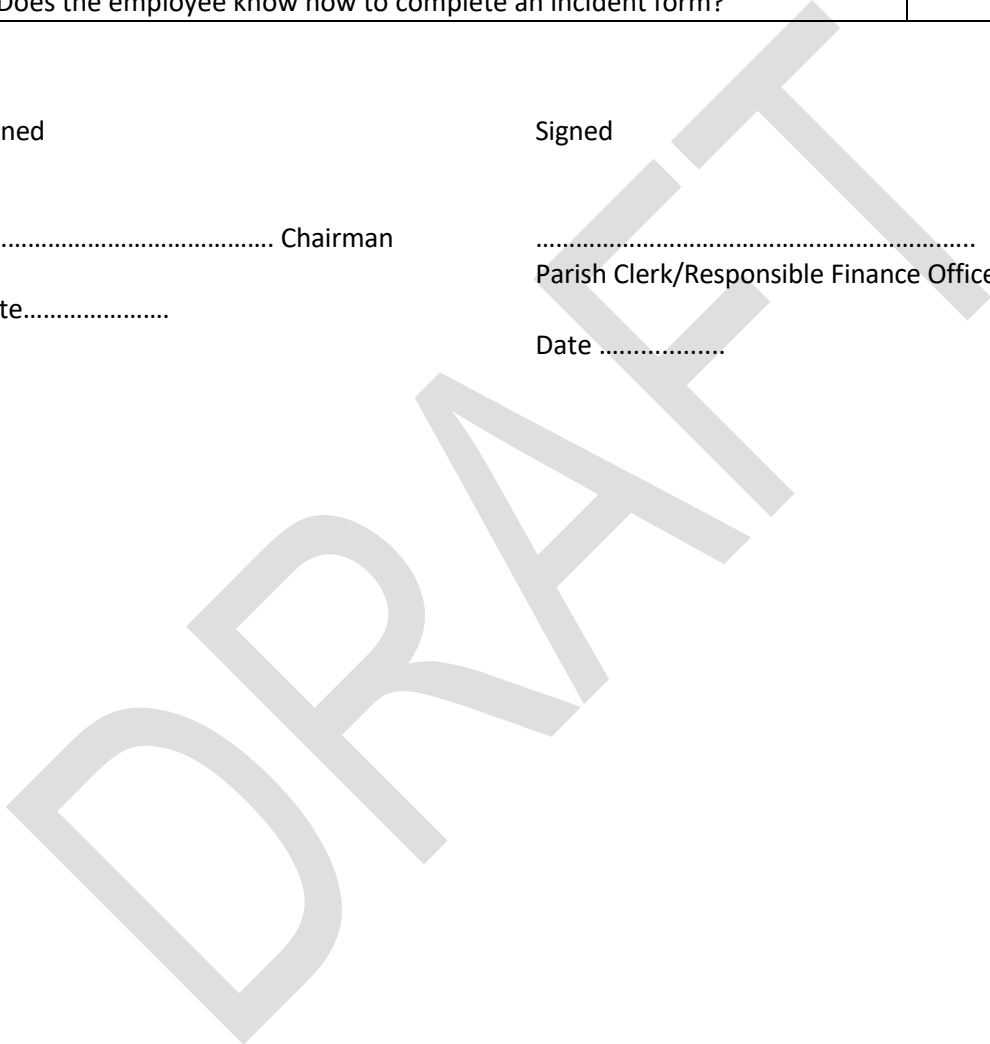 Does the employee know how to complete an incident form?
ned Signed
............................................. Chairman ..................................................................
Parish Clerk/Responsible Finance Office
te......................
Date ..................
DRAFT